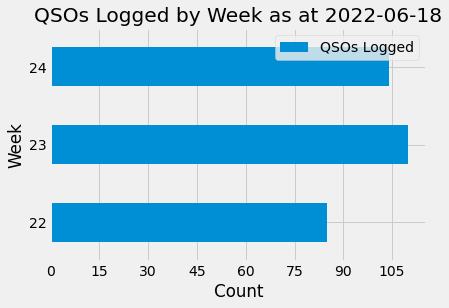 QSOs Logged by Week as at 2022-06-18
QSOs Logged
24
23
22
Week
0 15 30 45 60 75 90 105
Count